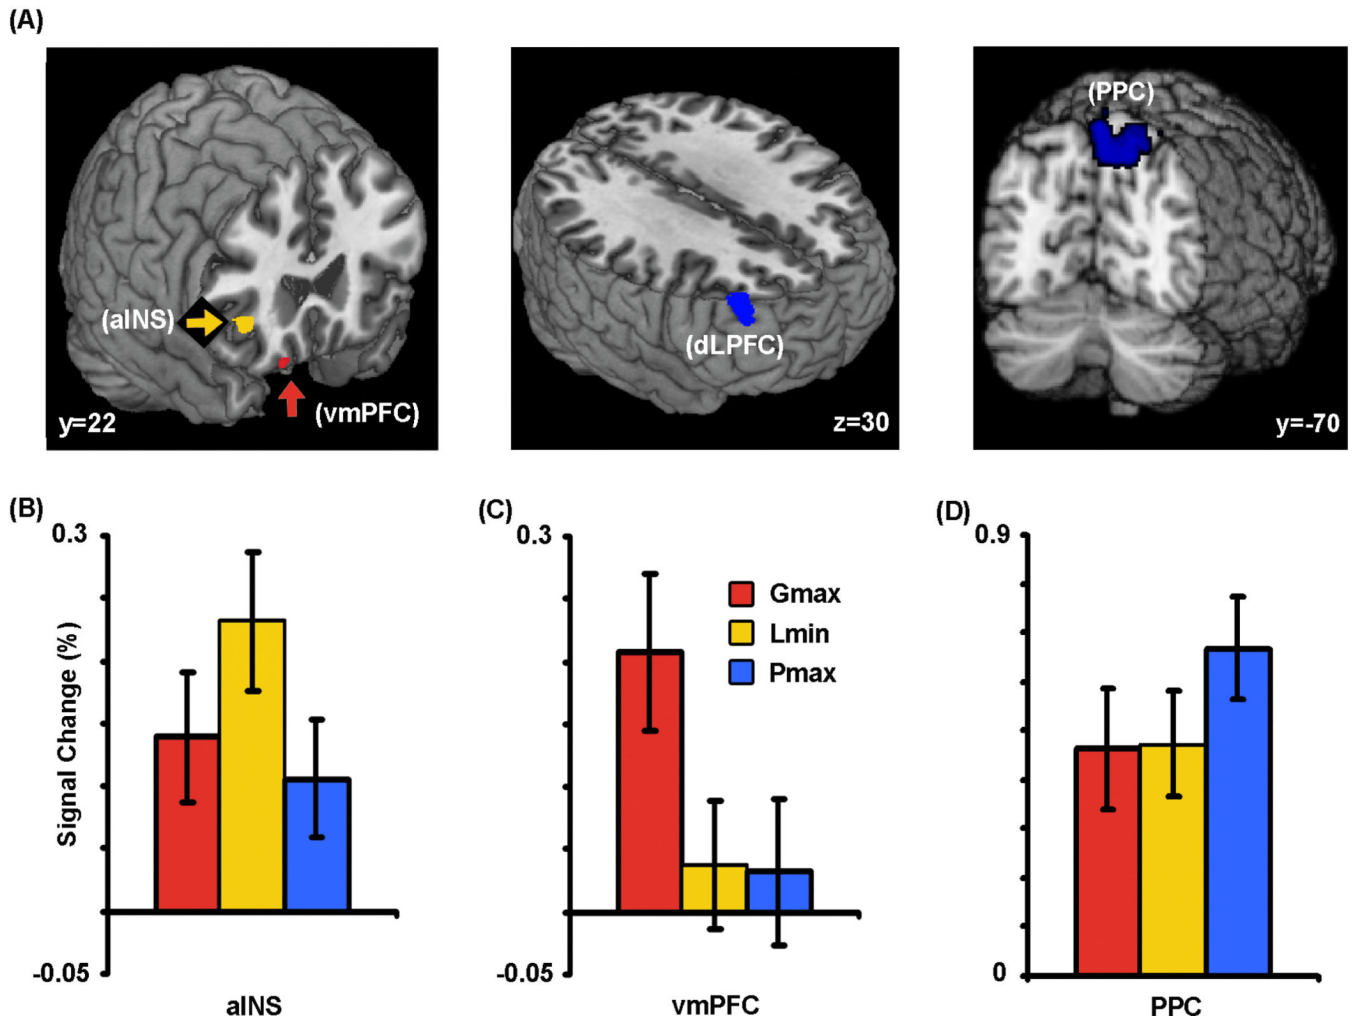 (A)
(aINS)
(vmPFC)
y=22
(dLPFC)
z=30
(PPC)
y=-70
(B)
0.3
Signal Change (%)
-0.05
aINS
(C)
0.3
Gmax
Lmin
Pmax
-0.05
vmPFC
(D)
0.9
0
PPC